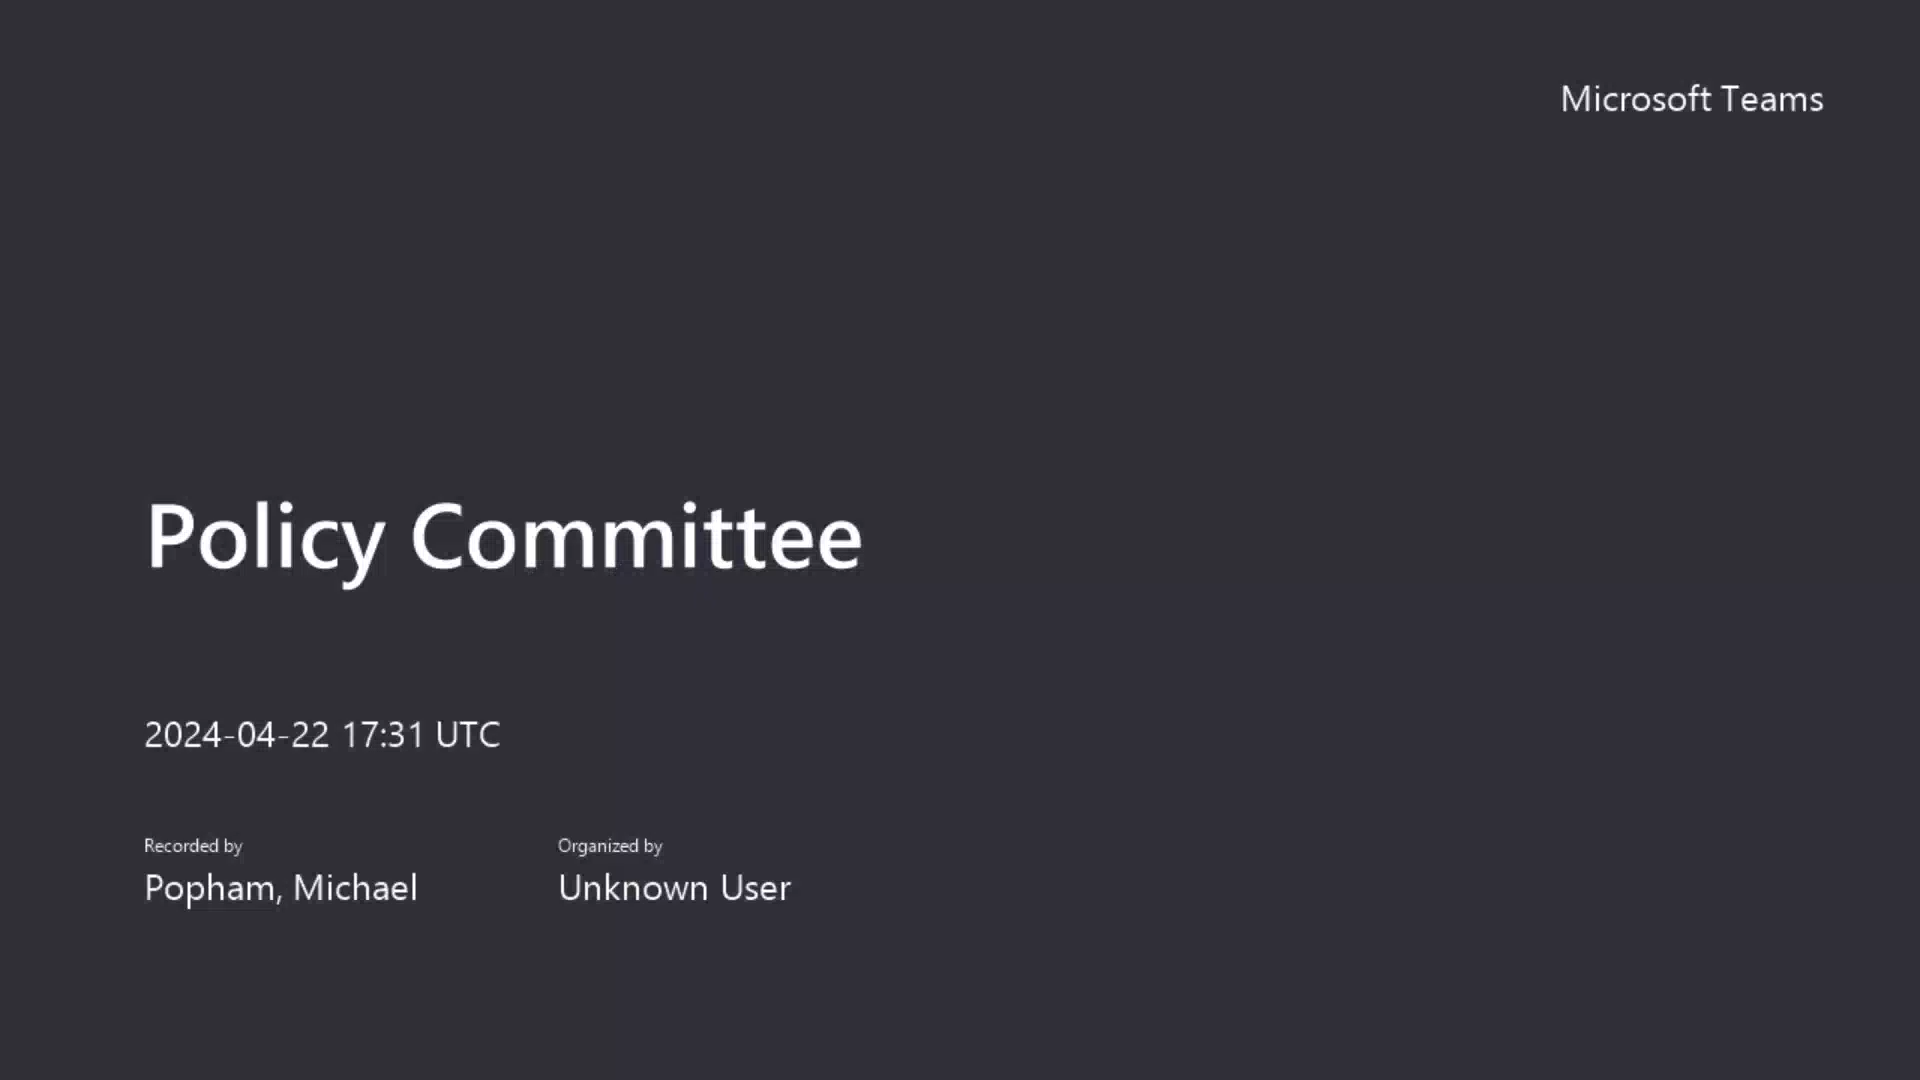 Microsoft Teams
Policy Committee
2024-04-22 17:31 UTC
Recorded by
Popham, Michael
Organized by
Unknown User